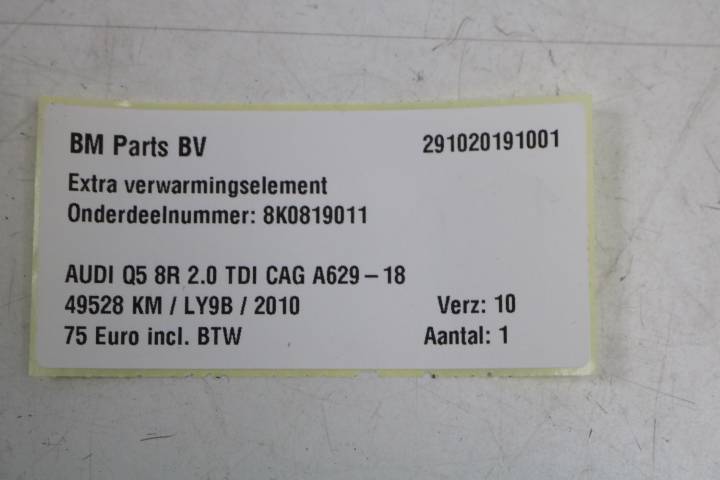 BM Parts BV 291020191001
Extra verwarmingselement
Onderdeelnummer: 8K0819011
AUDI Q5 8R 2.0 TDI CAG A629-18
49528 KM / LY9B / 2010 Verz: 10
75 Euro incl. BTW Aantal: 1